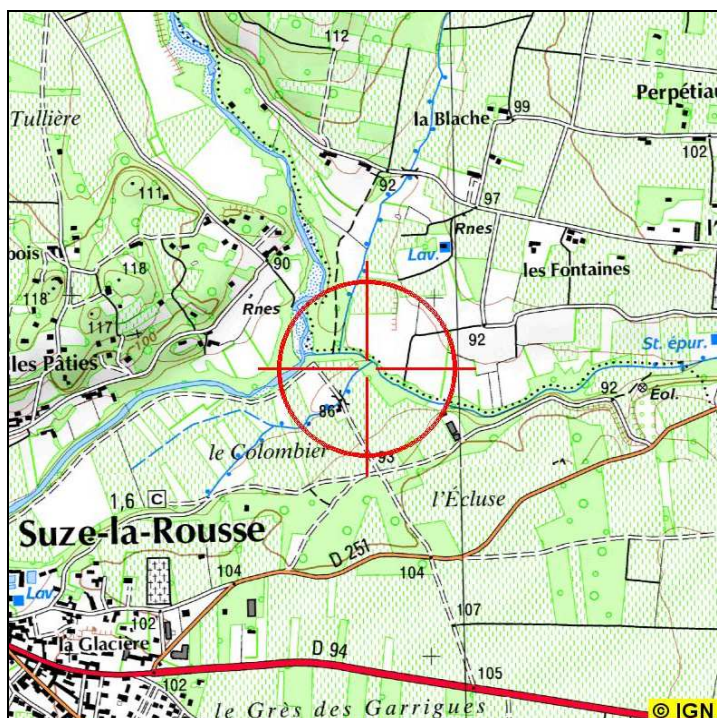 112
Tullière
la Blache
99
Perpétiau
102
92
111
97
Rnes
l'
bois
118
90
Lav.
les Fontaines
118
Rnes
117
100
92
St. épur.
les Pâties
92
Éol.
86
le Colombier
93
1,6 C
l'Écluse
Suze-la-Rousse
D 251
104
104
Lav.
102
107
la Glacière
D 94
102
105
le Grès des Garrigues
© IGN